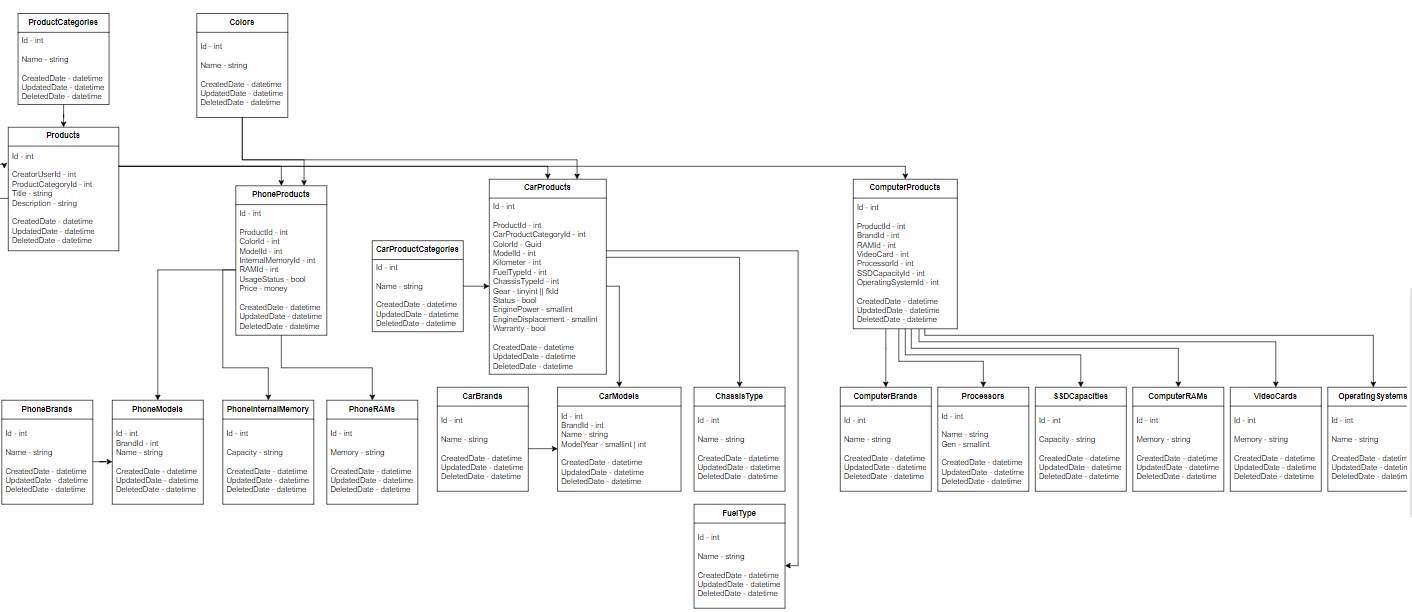 ProductCategories
Id - int
Name - string
CreatedDate - datetime
UpdatedDate - datetime
DeletedDate - datetime
Colors
Id - int
Name - string
CreatedDate - datetime
UpdatedDate - datetime
DeletedDate - datetime
Products
Id - int
CreatorUserId - int
ProductCategoryId - int
Title - string
Description - string
CreatedDate - datetime
UpdatedDate - datetime
DeletedDate - datetime
PhoneProducts
Id - int
ProductId - int
ColorId - int
ModelId - int
InternalMemoryId - int
RAMId - int
UsageStatus - bool
Price - money
CreatedDate - datetime
UpdatedDate - datetime
DeletedDate - datetime
CarProductCategories
Id - int
Name - string
CreatedDate - datetime
UpdatedDate - datetime
DeletedDate - datetime
CarProducts
Id - int
ProductId - int
CarProductCategoryId - int
ColorId - Guid
ModelId - int
Kilometer - int
FuelTypeId - int
ChassisTypeId - int
Gear - tinyint || fkId
Status - bool
EnginePower - smallint
EngineDisplacement - smallint
Warranty - bool
CreatedDate - datetime
UpdatedDate - datetime
DeletedDate - datetime
ComputerProducts
Id - int
ProductId - int
BrandId - int
RAMId - int
VideoCard - int
ProcessorId - int
SSDCapacityId - int
OperatingSystemId - int
CreatedDate - datetime
UpdatedDate - datetime
DeletedDate - datetime
PhoneBrands
Id - int
Name - string
CreatedDate - datetime
UpdatedDate - datetime
DeletedDate - datetime
PhoneModels
Id - int
BrandId - int
Name - string
CreatedDate - datetime
UpdatedDate - datetime
DeletedDate - datetime
PhoneInternalMemory
Id - int
Capacity - string
CreatedDate - datetime
UpdatedDate - datetime
DeletedDate - datetime
PhoneRAMs
Id - int
Memory - string
CreatedDate - datetime
UpdatedDate - datetime
DeletedDate - datetime
CarBrands
Id - int
Name - string
CreatedDate - datetime
UpdatedDate - datetime
DeletedDate - datetime
CarModels
Id - int
BrandId - int
Name - string
ModelYear - smallint | int
CreatedDate - datetime
UpdatedDate - datetime
DeletedDate - datetime
ChassisType
Id - int
Name - string
CreatedDate - datetime
UpdatedDate - datetime
DeletedDate - datetime
FuelType
Id - int
Name - string
CreatedDate - datetime
UpdatedDate - datetime
DeletedDate - datetime
ComputerBrands
Id - int
Name - string
CreatedDate - datetime
UpdatedDate - datetime
DeletedDate - datetime
Processors
Id - int
Name - string
Gen - smallint
CreatedDate - datetime
UpdatedDate - datetime
DeletedDate - datetime
SSDCapacities
Id - int
Capacity - string
CreatedDate - datetime
UpdatedDate - datetime
DeletedDate - datetime
ComputerRAMs
Id - int
Memory - string
CreatedDate - datetime
UpdatedDate - datetime
DeletedDate - datetime
VideoCards
Id - int
Memory - string
CreatedDate - datetime
UpdatedDate - datetime
DeletedDate - datetime
OperatingSystems
Id - int
Name - string
CreatedDate - datetim
UpdatedDate - datetim
DeletedDate - datetim